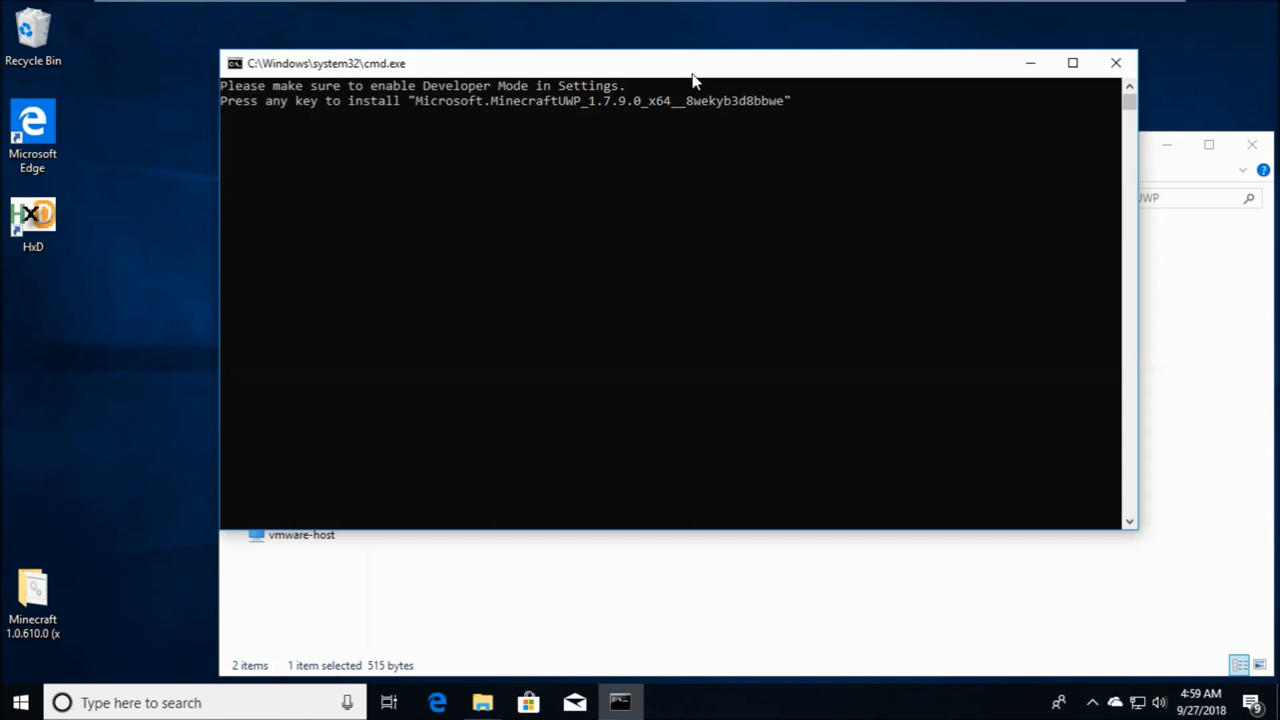 Recycle Bin
Microsoft
Edge
HxD
HxD
Minecraft
1.0.610.0 (x
C:\Windows\system32\cmd.exe
Please make sure to enable Developer Mode in Settings.
Press any key to install "Microsoft.MinecraftUWP_1.7.9.0_x64__8wekyb3d8bbwe"
UWP
vmware-host
2 items 1 item selected 515 bytes
Type here to search
4:59 AM
9/27/2018
9